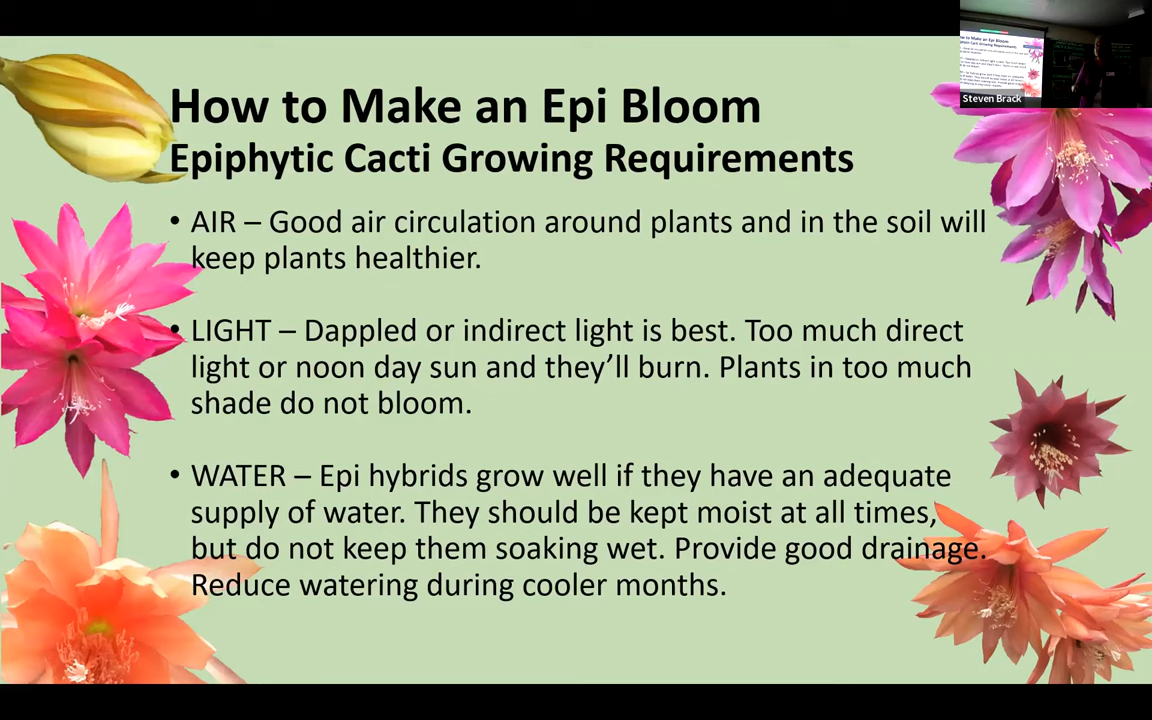 How to Make an Epi Bloom
Epiphytic Cacti Growing Requirements
• AIR – Good air circulation around plants and in the soil will
keep plants healthier.
• LIGHT – Dappled or indirect light is best. Too much direct
light or noon day sun and they’ll burn. Plants in too much
shade do not bloom.
• WATER – Epi hybrids grow well if they have an adequate
supply of water. They should be kept moist at all times,
but do not keep them soaking wet. Provide good drainage.
Reduce watering during cooler months.
Steven Brack